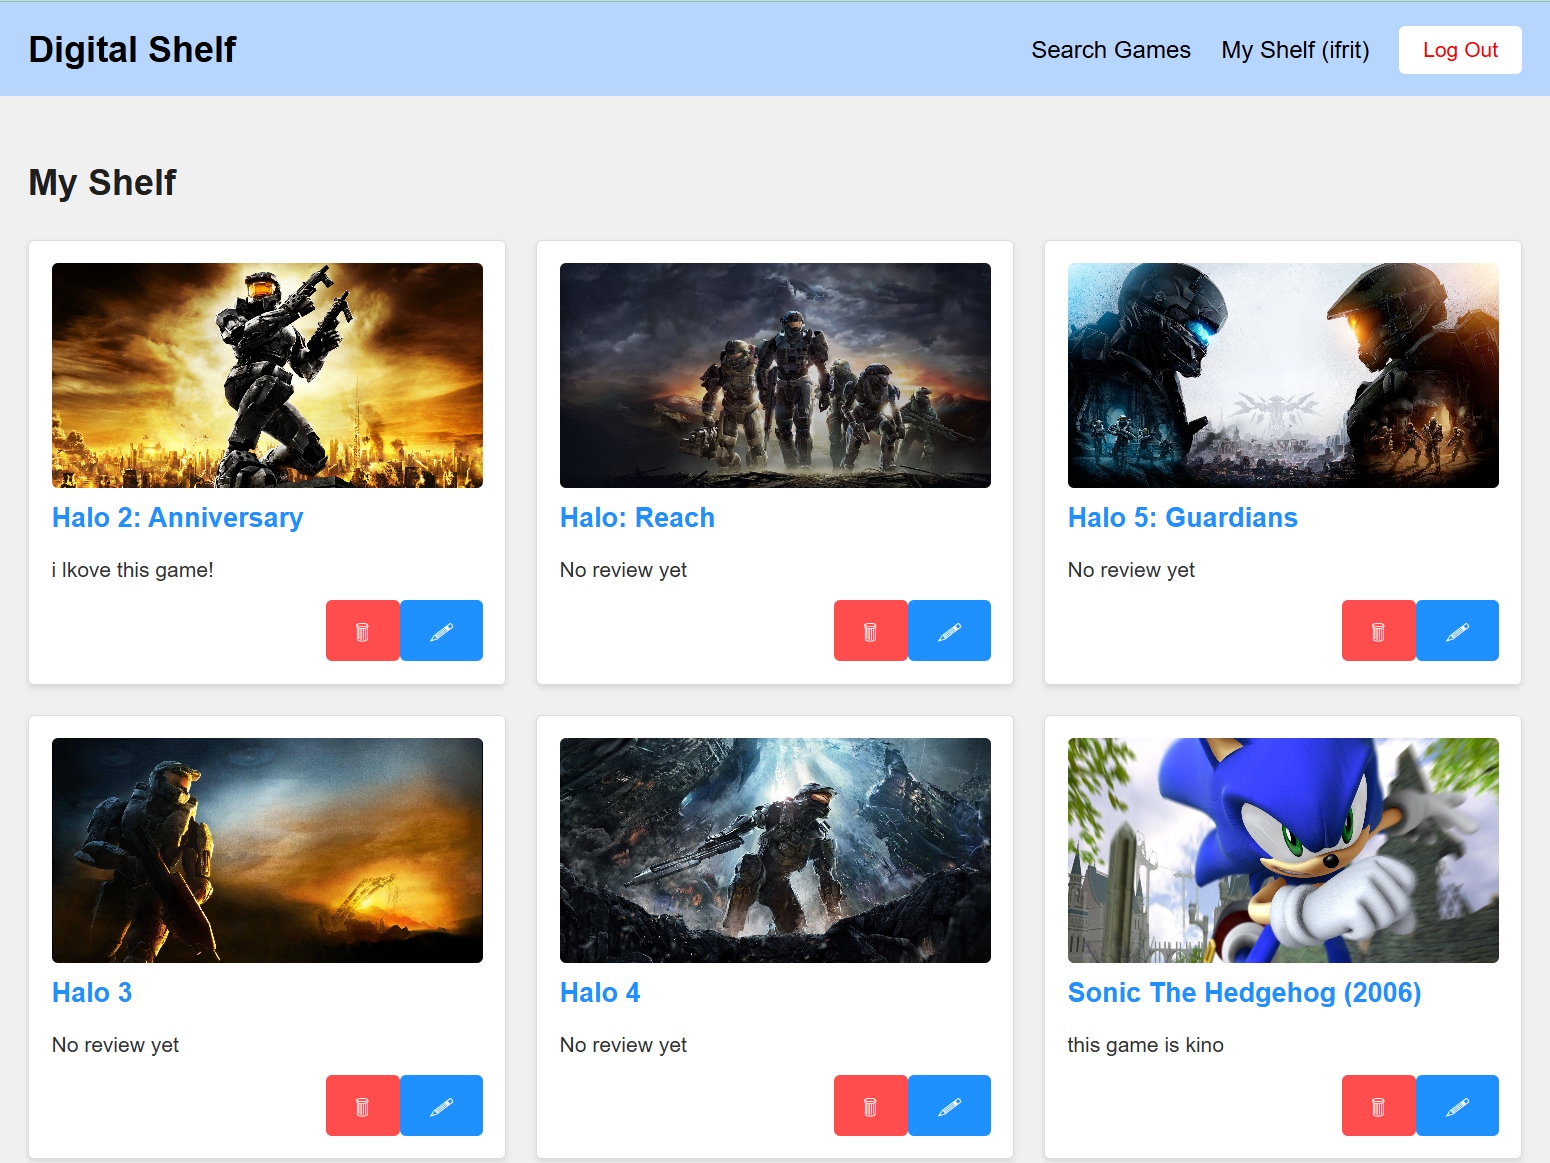 Digital Shelf
Search Games
My Shelf (ifrit)
Log Out
My Shelf
Halo 2: Anniversary
i lkove this game!
Halo: Reach
No review yet
Halo 5: Guardians
No review yet
Halo 3
No review yet
Halo 4
No review yet
Sonic The Hedgehog (2006)
this game is kino